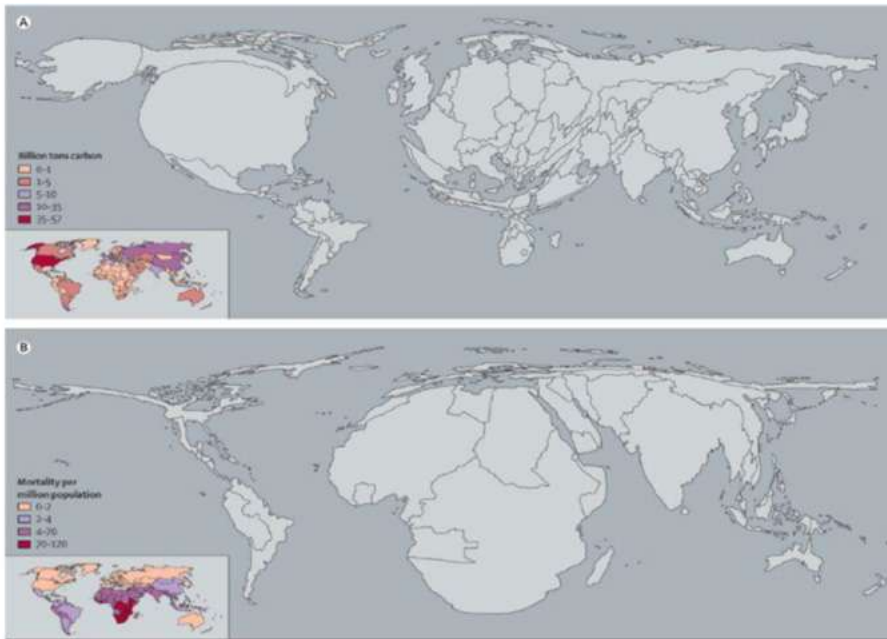 A
Billion tons carbon
0–1
1–5
5–10
10–35
35–57
B
Mortality per
million population
0–2
2–4
4–20
20–120